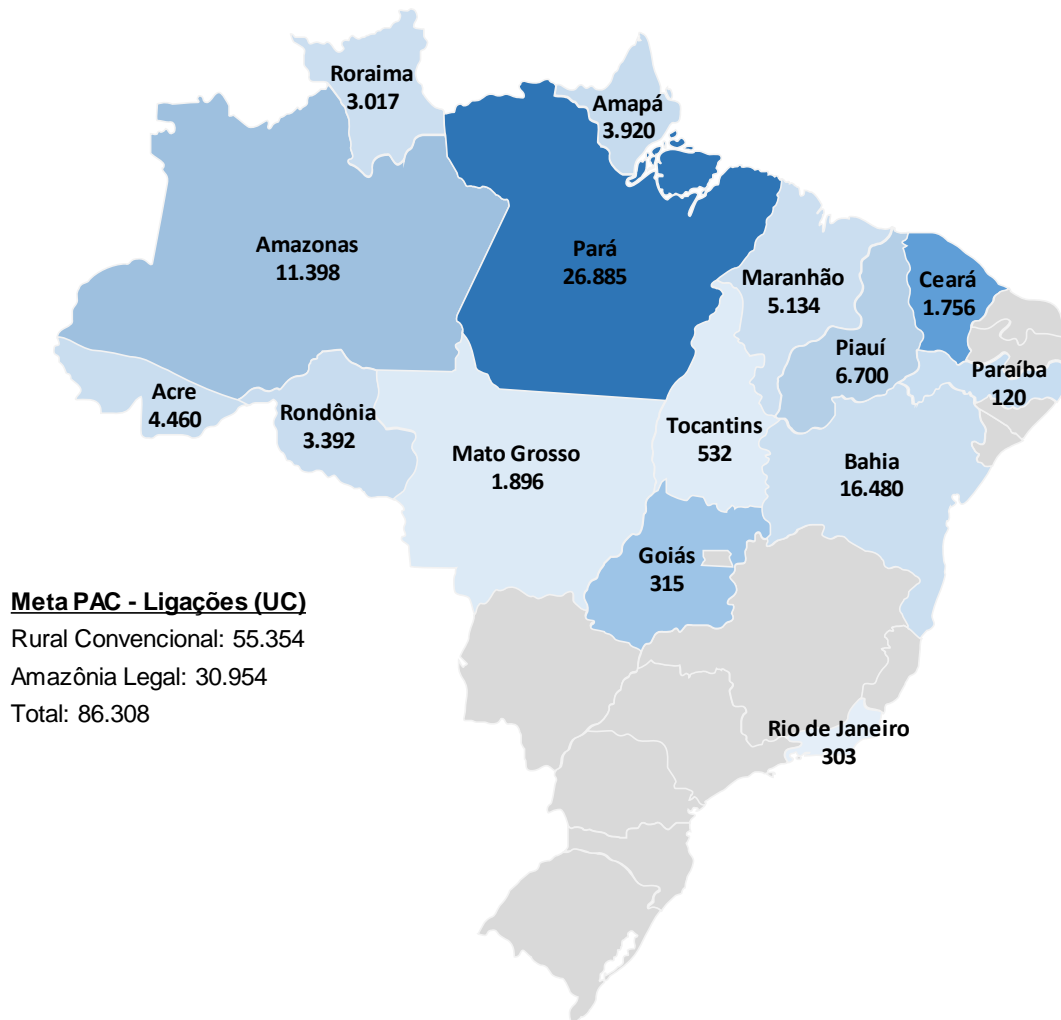 Roraima
3.017
Amapá
3.920
Amazonas
11.398
Pará
26.885
Maranhão
5.134
Ceará
1.756
Piauí
6.700
Paraíba
120
Acre
4.460
Rondônia
3.392
Mato Grosso
1.896
Tocantins
532
Bahia
16.480
Goiás
315
Meta PAC - Ligações (UC)
Rural Convencional: 55.354
Amazônia Legal: 30.954
Total: 86.308
Rio de Janeiro
303